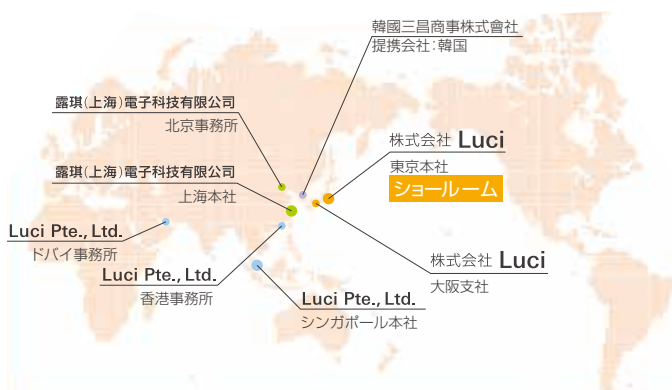 韓國三昌商事株式會社
提携会社:韓国
露琪(上海)電子科技有限公司
北京事務所
株式会社 Luci
東京本社
ショールーム
露琪(上海)電子科技有限公司
上海本社
Luci Pte., Ltd.
ドバイ事務所
株式会社 Luci
大阪支社
Luci Pte., Ltd.
香港事務所
Luci Pte., Ltd.
シンガポール本社